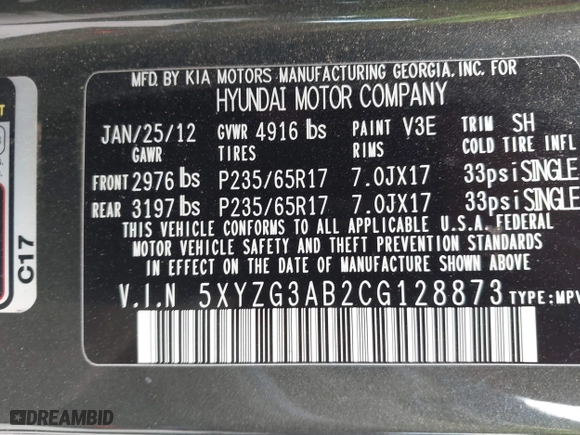 MFD. BY KIA MOTORS MANUFACTURING GEORGIA, INC. FOR
HYUNDAI MOTOR COMPANY
JAN/25/12 GVWR 4916 lbs PAINT V3E TRIM SH
GAWR TIRES RIMS COLD TIRE INFL
FRONT 2976 lbs P235/65R17 7.0JX17 33psi SINGLE
REAR 3197 lbs P235/65R17 7.0JX17 33psi SINGLE
THIS VEHICLE CONFORMS TO ALL APPLICABLE U.S.A. FEDERAL
MOTOR VEHICLE SAFETY AND THEFT PREVENTION STANDARDS
IN EFFECT ON THE DATE OF MANUFACTURE SHOWN ABOVE.
V.I.N 5XYZG3AB2CG128873 TYPE:MPV
C17
DREAMBID